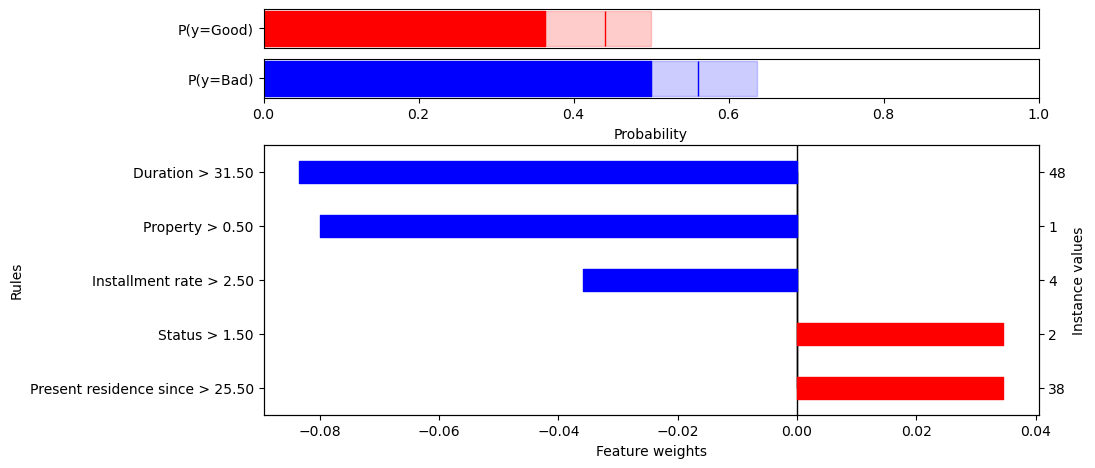 P(y=Good)
P(y=Bad)
0.0 0.2 0.4 0.6 0.8 1.0
Probability
Duration > 31.50 48
Property > 0.50 1
Installment rate > 2.50 4
Status > 1.50 2
Present residence since > 25.50 38
Rules
Instance values
−0.08 −0.06 −0.04 −0.02 0.00 0.02 0.04
Feature weights